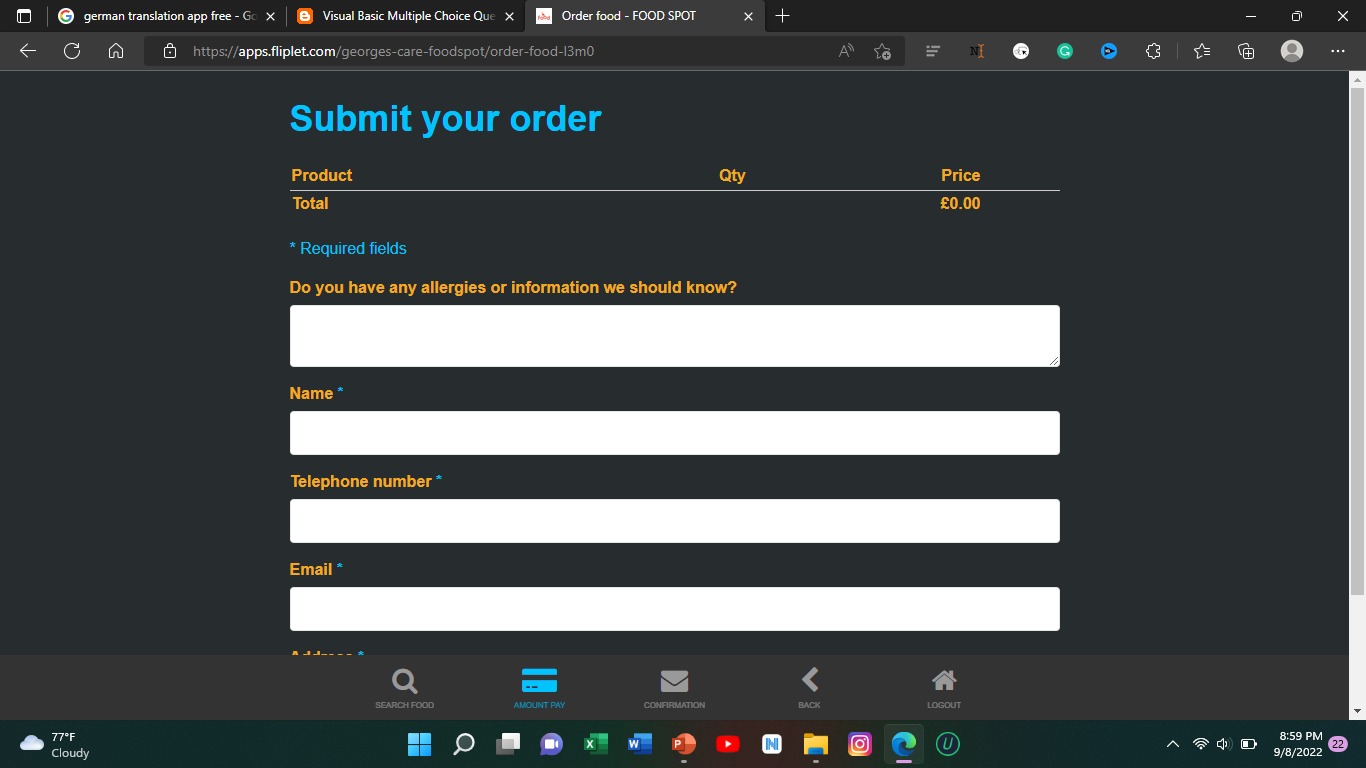 german translation app free - Go
Visual Basic Multiple Choice Que
Order food - FOOD SPOT
https://apps.fliplet.com/georges-care-foodspot/order-food-l3m0
Submit your order
Product Qty Price
Total £0.00
* Required fields
Do you have any allergies or information we should know?
Name *
Telephone number *
Email *
Address *
SEARCH FOOD AMOUNT PAY CONFIRMATION BACK LOGOUT
77°F
Cloudy
8:59 PM
9/8/2022
22